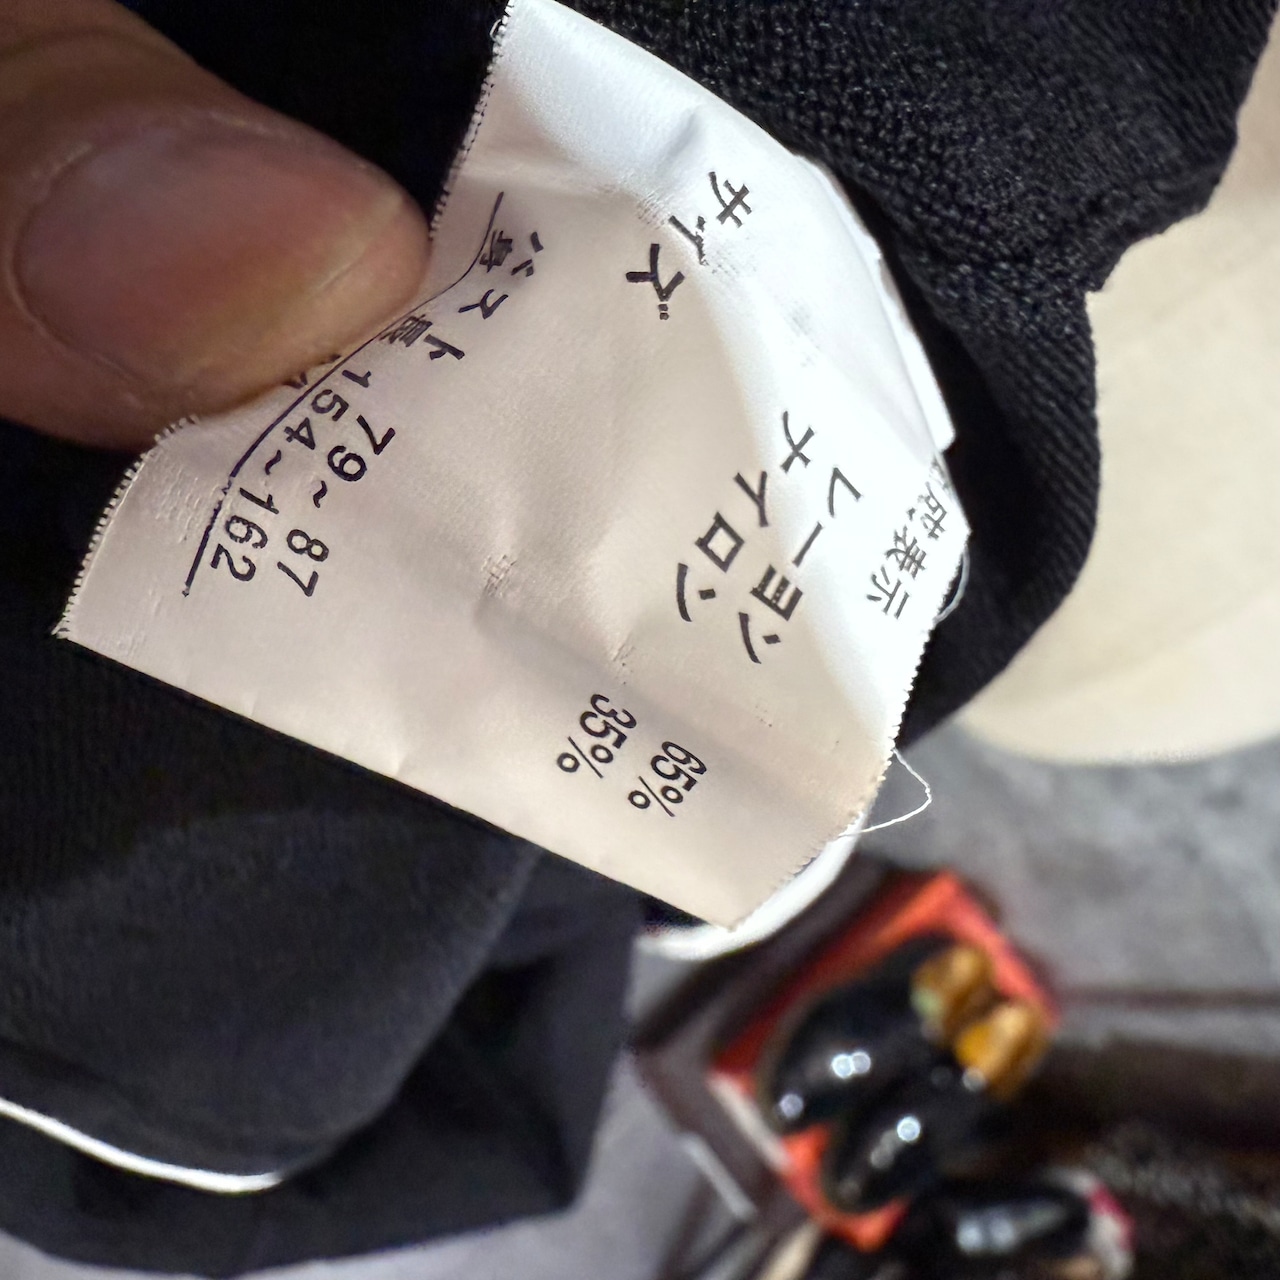 成表示
レーヨン 65%
ナイロン 35%
サイズ
バスト 79~87
身長 154~162